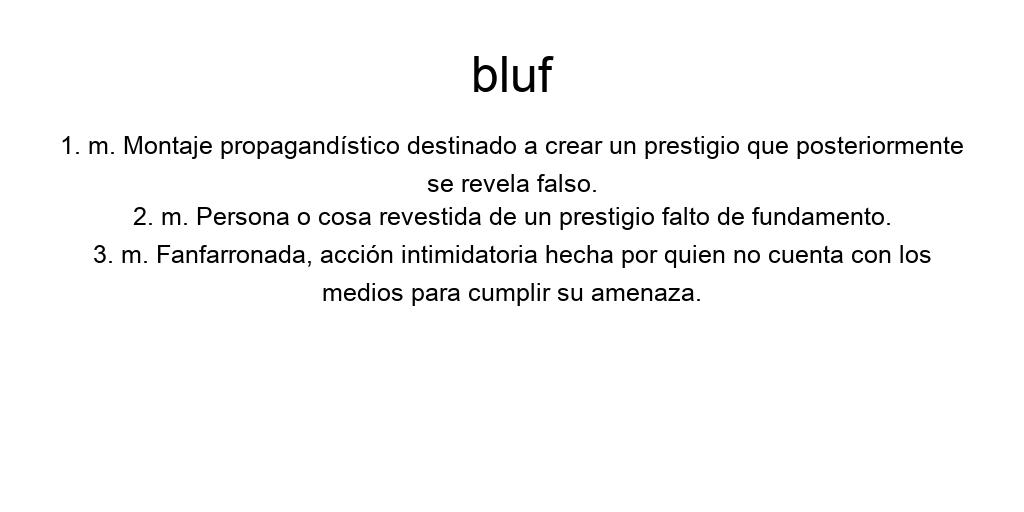 bluf
1. m. Montaje propagandístico destinado a crear un prestigio que posteriormente
se revela falso.
2. m. Persona o cosa revestida de un prestigio falto de fundamento.
3. m. Fanfarronada, acción intimidatoria hecha por quien no cuenta con los
medios para cumplir su amenaza.